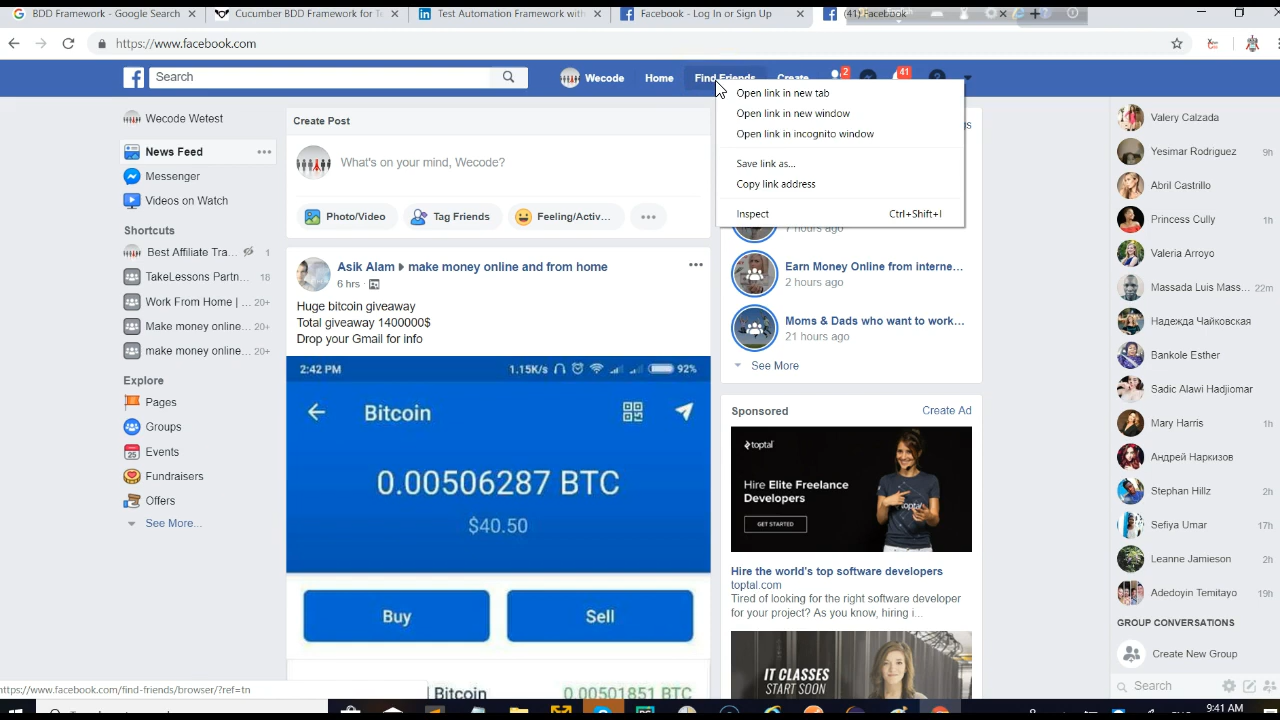 BDD Framework - Google Search
Cucumber BDD Framework for Te
Test Automation Framework with
Facebook - Log In or Sign Up
(41) Facebook
https://www.facebook.com
Search
Wecode
Home
Find Friends
Create
2
41
Open link in new tab
Open link in new window
Open link in incognito window
Save link as...
Copy link address
Inspect
Ctrl+Shift+I
Wecode Wetest
News Feed
Messenger
Videos on Watch
Shortcuts
Best Affiliate Tra...
1
TakeLessons Partn...
18
Work From Home | ...
20+
Make money online...
20+
make money online...
20+
Explore
Pages
Groups
25
Events
Fundraisers
Offers
See More...
Create Post
What's on your mind, Wecode?
Photo/Video
Tag Friends
Feeling/Activ...
Asik Alam
make money online and from home
6 hrs
Huge bitcoin giveaway
Total giveaway 1400000$
Drop your Gmail for info
2:42 PM
1.15K/s
92%
Bitcoin
0.00506287 BTC
$40.50
Buy
Sell
Bitcoin
0.00501851 BTC
7 hours ago
Earn Money Online from interne...
2 hours ago
Moms & Dads who want to work...
21 hours ago
See More
Sponsored
Create Ad
toptal
Hire Elite Freelance
Developers
GET STARTED
toptal
Hire the world's top software developers
toptal.com
Tired of looking for the right software developer
for your project? As you know, hiring i...
IT CLASSES
START SOON
Valery Calzada
Yesimar Rodriguez
9h
Abril Castrillo
Princess Cully
1h
Valeria Arroyo
Massada Luis Mass...
22m
Надежда Чайковская
Bankole Esther
Sadic Alawi Hadjiomar
Mary Harris
1h
Андрей Наркизов
Stephan Hillz
2h
Sefiya Umar
17h
Leanne Jamieson
2h
Adedoyin Temitayo
19h
GROUP CONVERSATIONS
Create New Group
Search
https://www.facebook.com/find-friends/browser/?ref=tn
9:41 AM